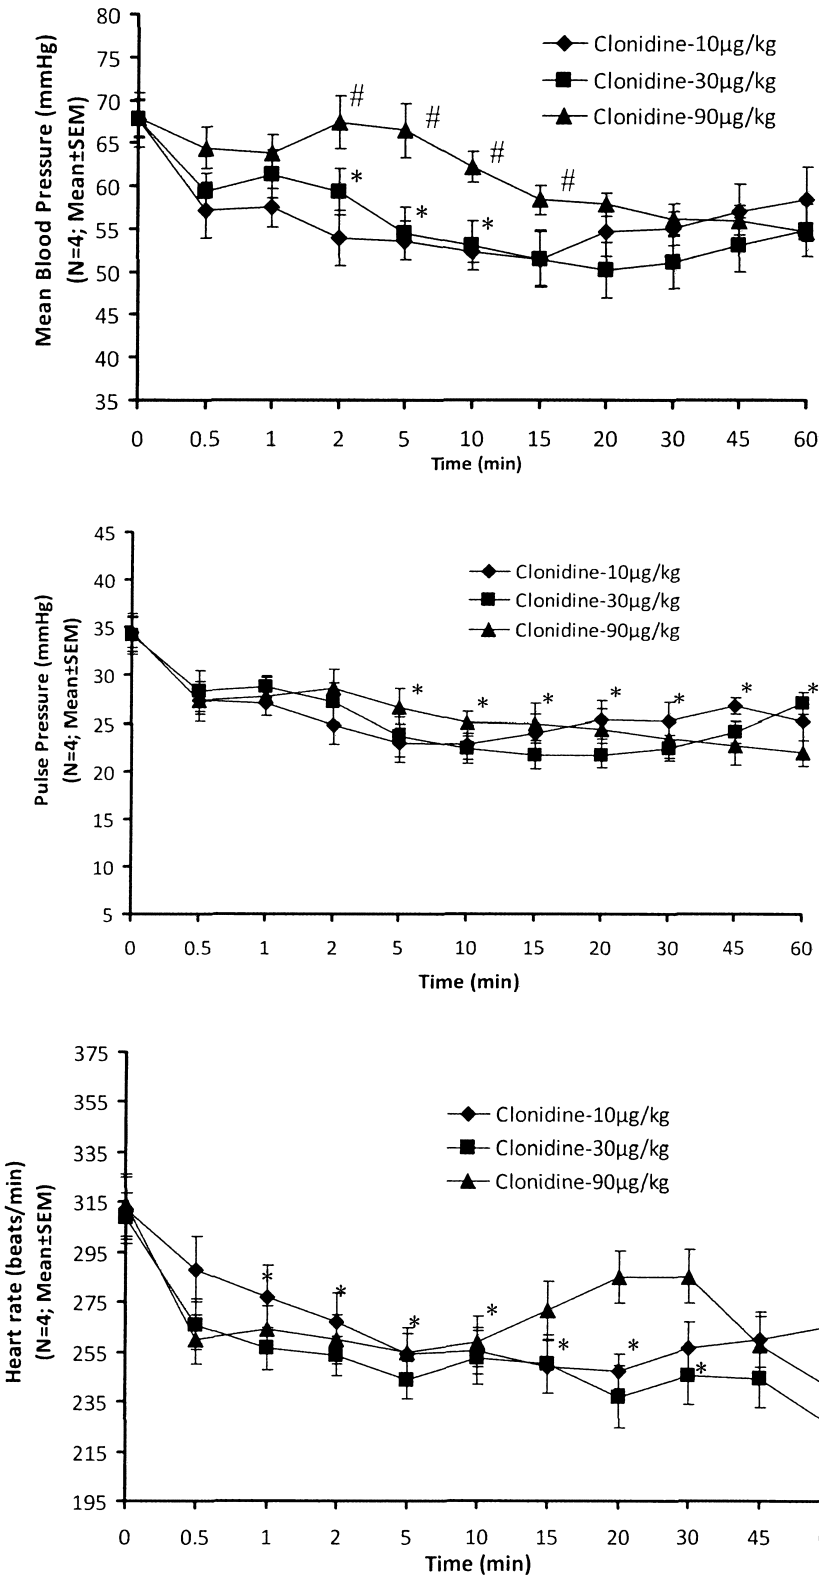 80
75
70
65
60
55
50
45
40
35
Mean Blood Pressure (mmHg)
(N=4; Mean±SEM)
Clonidine-10µg/kg
Clonidine-30µg/kg
Clonidine-90µg/kg
# # # #
* * *
0 0.5 1 2 5 10 15 20 30 45 60
Time (min)
45
40
35
30
25
20
15
10
5
Pulse Pressure (mmHg)
(N=4; Mean±SEM)
Clonidine-10µg/kg
Clonidine-30µg/kg
Clonidine-90µg/kg
* * * * * * *
0 0.5 1 2 5 10 15 20 30 45 60
Time (min)
375
355
335
315
295
275
255
235
215
195
Heart rate (beats/min)
(N=4; Mean±SEM)
Clonidine-10µg/kg
Clonidine-30µg/kg
Clonidine-90µg/kg
* * * * * * *
0 0.5 1 2 5 10 15 20 30 45
Time (min)